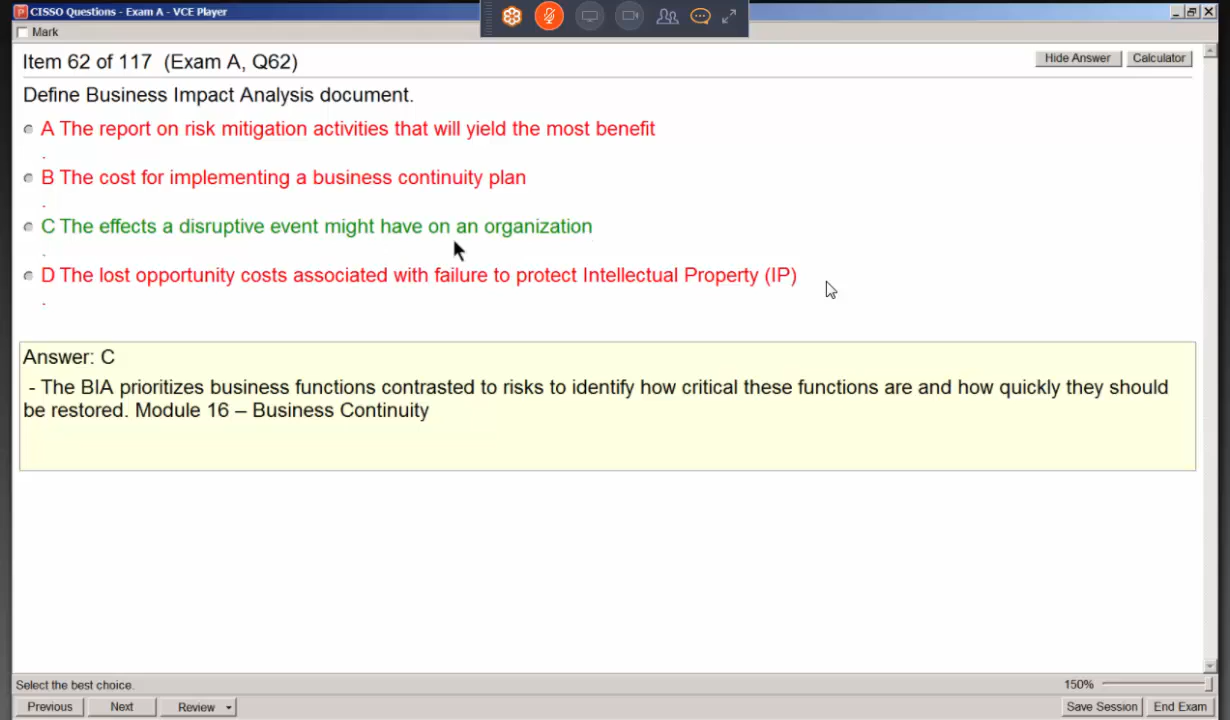 CISSO Questions - Exam A - VCE Player
Mark
Item 62 of 117 (Exam A, Q62)
Hide Answer
Calculator
Define Business Impact Analysis document.
A The report on risk mitigation activities that will yield the most benefit
.
B The cost for implementing a business continuity plan
.
C The effects a disruptive event might have on an organization
.
D The lost opportunity costs associated with failure to protect Intellectual Property (IP)
.
Answer: C
- The BIA prioritizes business functions contrasted to risks to identify how critical these functions are and how quickly they should
be restored. Module 16 – Business Continuity
Select the best choice.
150%
Previous
Next
Review
Save Session
End Exam